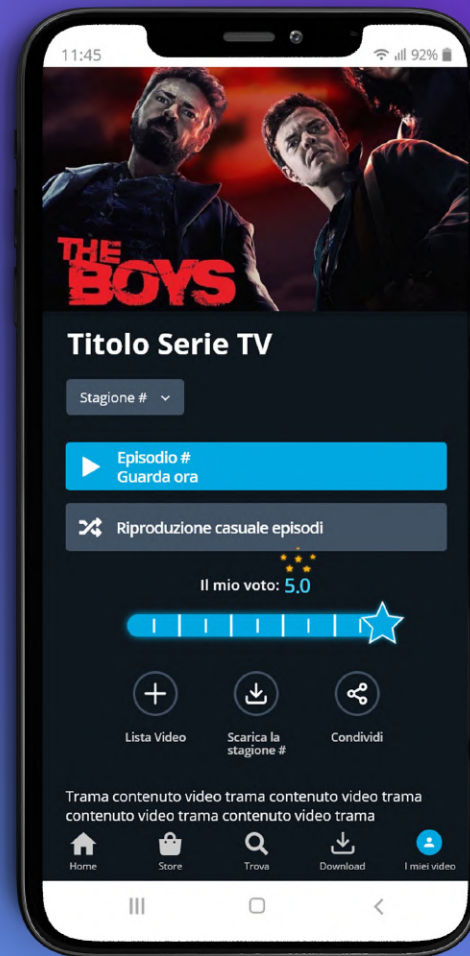 11:45
92%
THE
BOYS
Titolo Serie TV
Stagione #
Episodio #
Guarda ora
Riproduzione casuale episodi
Il mio voto: 5.0
Lista Video
Scarica la
stagione #
Condividi
Trama contenuto video trama contenuto video trama
contenuto video trama contenuto video trama
Home
Store
Trova
Download
I miei video